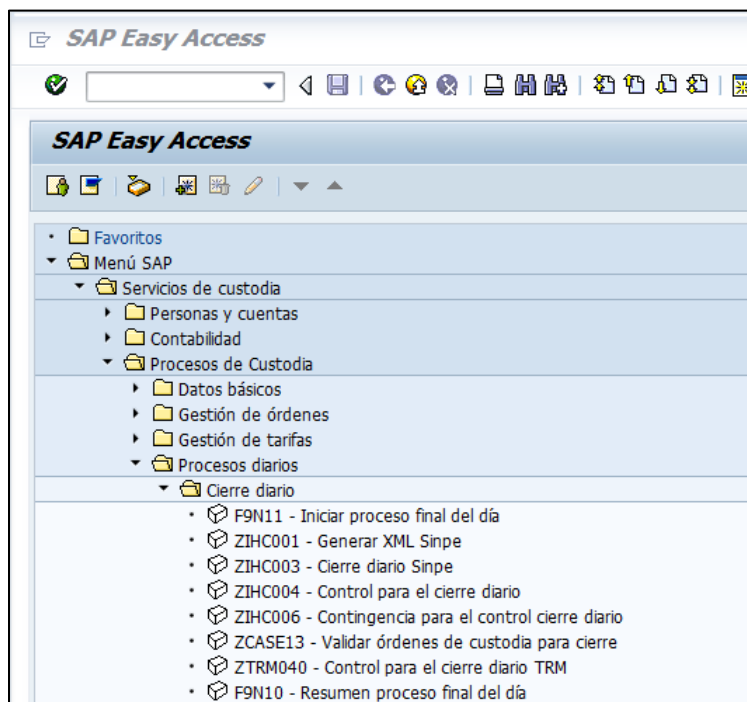 SAP Easy Access
SAP Easy Access
Favoritos
Menú SAP
Servicios de custodia
Personas y cuentas
Contabilidad
Procesos de Custodia
Datos básicos
Gestión de órdenes
Gestión de tarifas
Procesos diarios
Cierre diario
F9N11 - Iniciar proceso final del día
ZIHC001 - Generar XML Sinpe
ZIHC003 - Cierre diario Sinpe
ZIHC004 - Control para el cierre diario
ZIHC006 - Contingencia para el control cierre diario
ZCASE13 - Validar órdenes de custodia para cierre
ZTRM040 - Control para el cierre diario TRM
F9N10 - Resumen proceso final del día